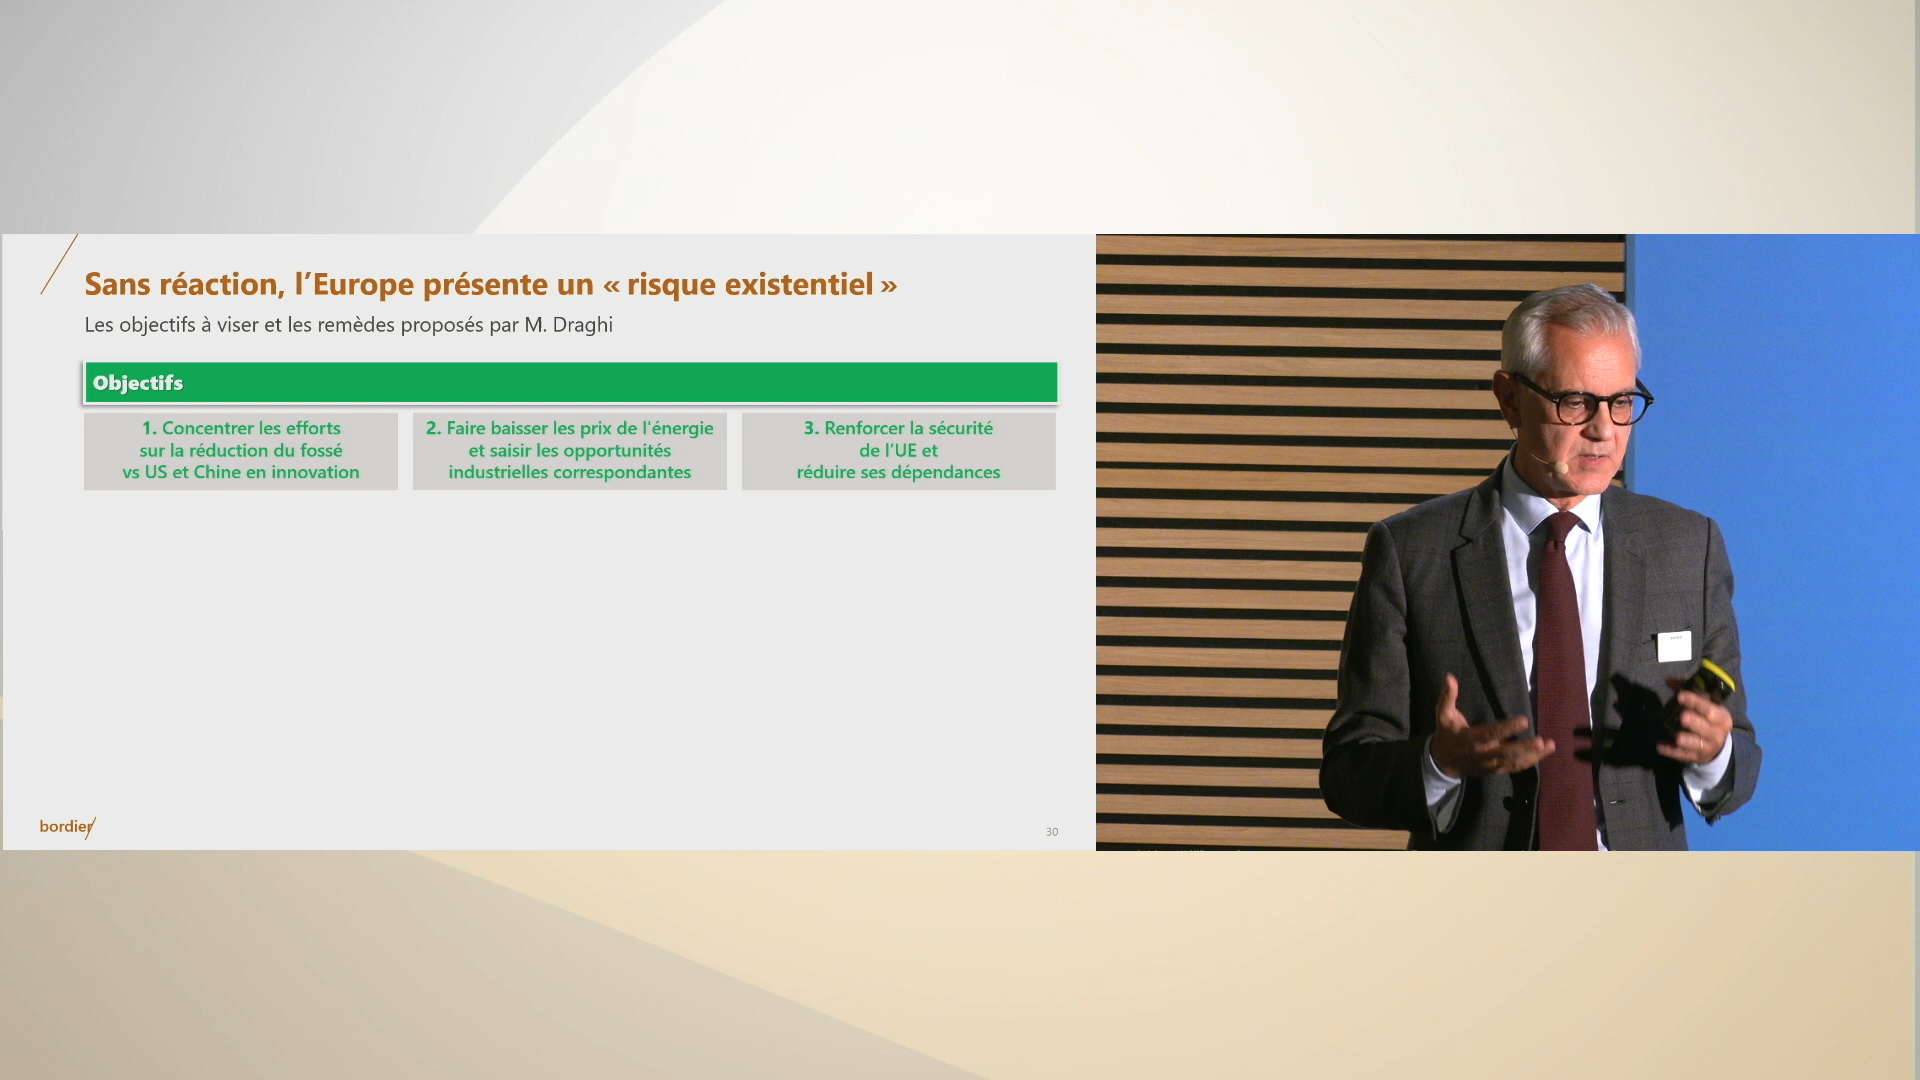 Sans réaction, l’Europe présente un « risque existentiel »
Les objectifs à viser et les remèdes proposés par M. Draghi
Objectifs
1. Concentrer les efforts
sur la réduction du fossé
vs US et Chine en innovation
2. Faire baisser les prix de l'énergie
et saisir les opportunités
industrielles correspondantes
3. Renforcer la sécurité
de l’UE et
réduire ses dépendances
bordier
30